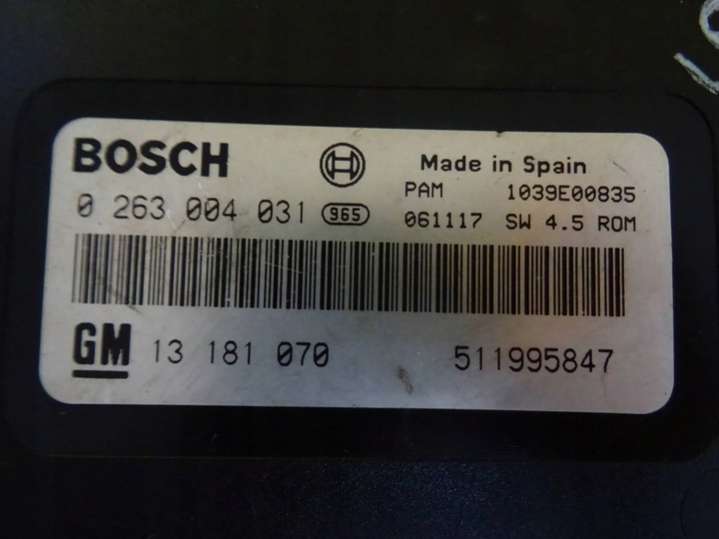 BOSCH
Made in Spain
PAM 1039E00835
0 263 004 031 965
061117 SW 4.5 ROM
GM 13 181 070
511995847